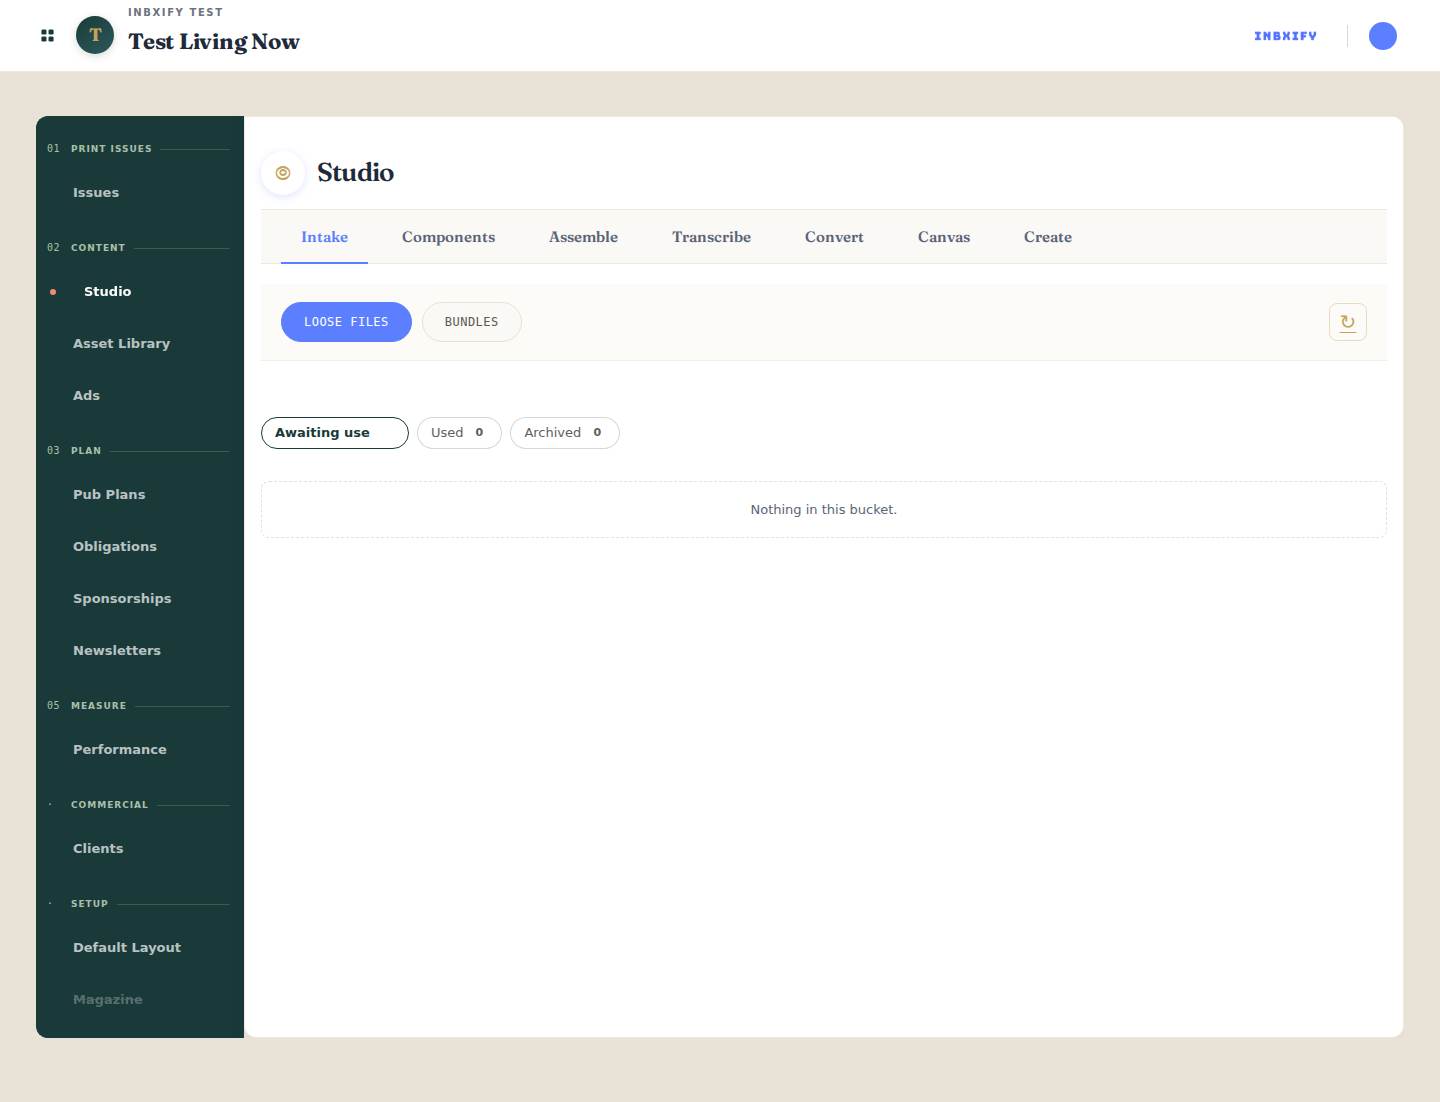 INBXIFY TEST
T
Test Living Now
INBXIFY
01 PRINT ISSUES
Issues
02 CONTENT
Studio
Asset Library
Ads
03 PLAN
Pub Plans
Obligations
Sponsorships
Newsletters
05 MEASURE
Performance
· COMMERCIAL
Clients
· SETUP
Default Layout
Magazine
Studio
Intake Components Assemble Transcribe Convert Canvas Create
LOOSE FILES BUNDLES
Awaiting use Used 0 Archived 0
Nothing in this bucket.